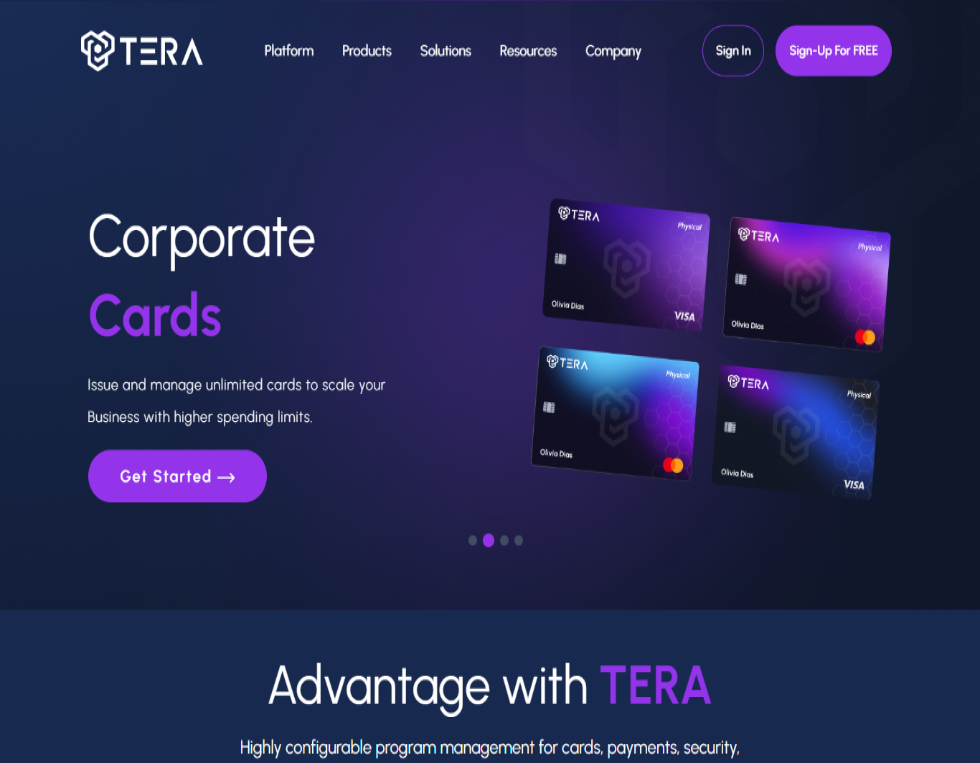 TERA
Platform
Products
Solutions
Resources
Company
Sign In
Sign-Up For FREE
Corporate
Cards
Issue and manage unlimited cards to scale your
Business with higher spending limits.
Get Started →
TERA
Physical
Olivia Dias
VISA
TERA
Physical
Olivia Dias
TERA
Physical
Olivia Dias
TERA
Physical
Olivia Dias
VISA
Advantage with TERA
Highly configurable program management for cards, payments, security,